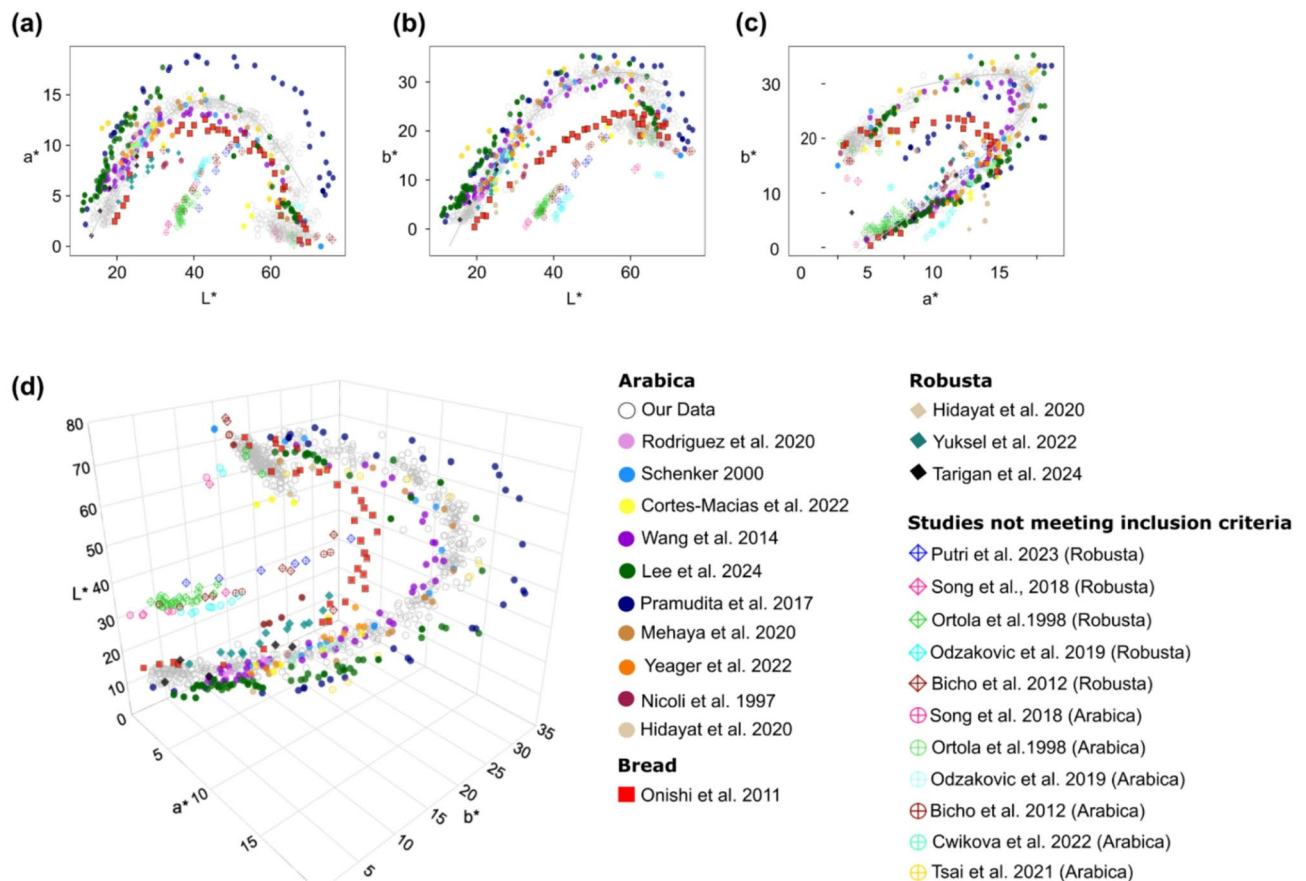 (a)
(b)
(c)
15
10
5
0
a*
20
40
60
L*
30
20
10
0
b*
20
40
60
L*
30
20
10
0
b*
0
5
10
15
a*
(d)
80
70
60
50
L* 40
30
20
10
0
5
a* 10
15
5
10
15
20
25
30
35
b*
Arabica
Our Data
Rodriguez et al. 2020
Schenker 2000
Cortes-Macias et al. 2022
Wang et al. 2014
Lee et al. 2024
Pramudita et al. 2017
Mehaya et al. 2020
Yeager et al. 2022
Nicoli et al. 1997
Hidayat et al. 2020
Bread
Onishi et al. 2011
Robusta
Hidayat et al. 2020
Yuksel et al. 2022
Tarigan et al. 2024
Studies not meeting inclusion criteria
Putri et al. 2023 (Robusta)
Song et al., 2018 (Robusta)
Ortola et al.1998 (Robusta)
Odzakovic et al. 2019 (Robusta)
Bicho et al. 2012 (Robusta)
Song et al. 2018 (Arabica)
Ortola et al.1998 (Arabica)
Odzakovic et al. 2019 (Arabica)
Bicho et al. 2012 (Arabica)
Cwikova et al. 2022 (Arabica)
Tsai et al. 2021 (Arabica)